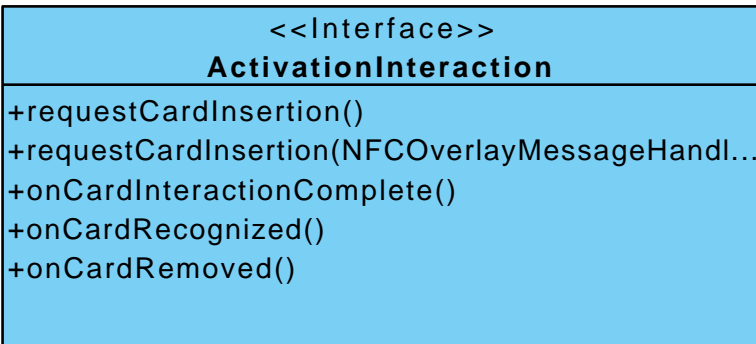 <<Interface>>
ActivationInteraction
+requestCardInsertion()
+requestCardInsertion(NFCOverlayMessageHandl...
+onCardInteractionComplete()
+onCardRecognized()
+onCardRemoved()